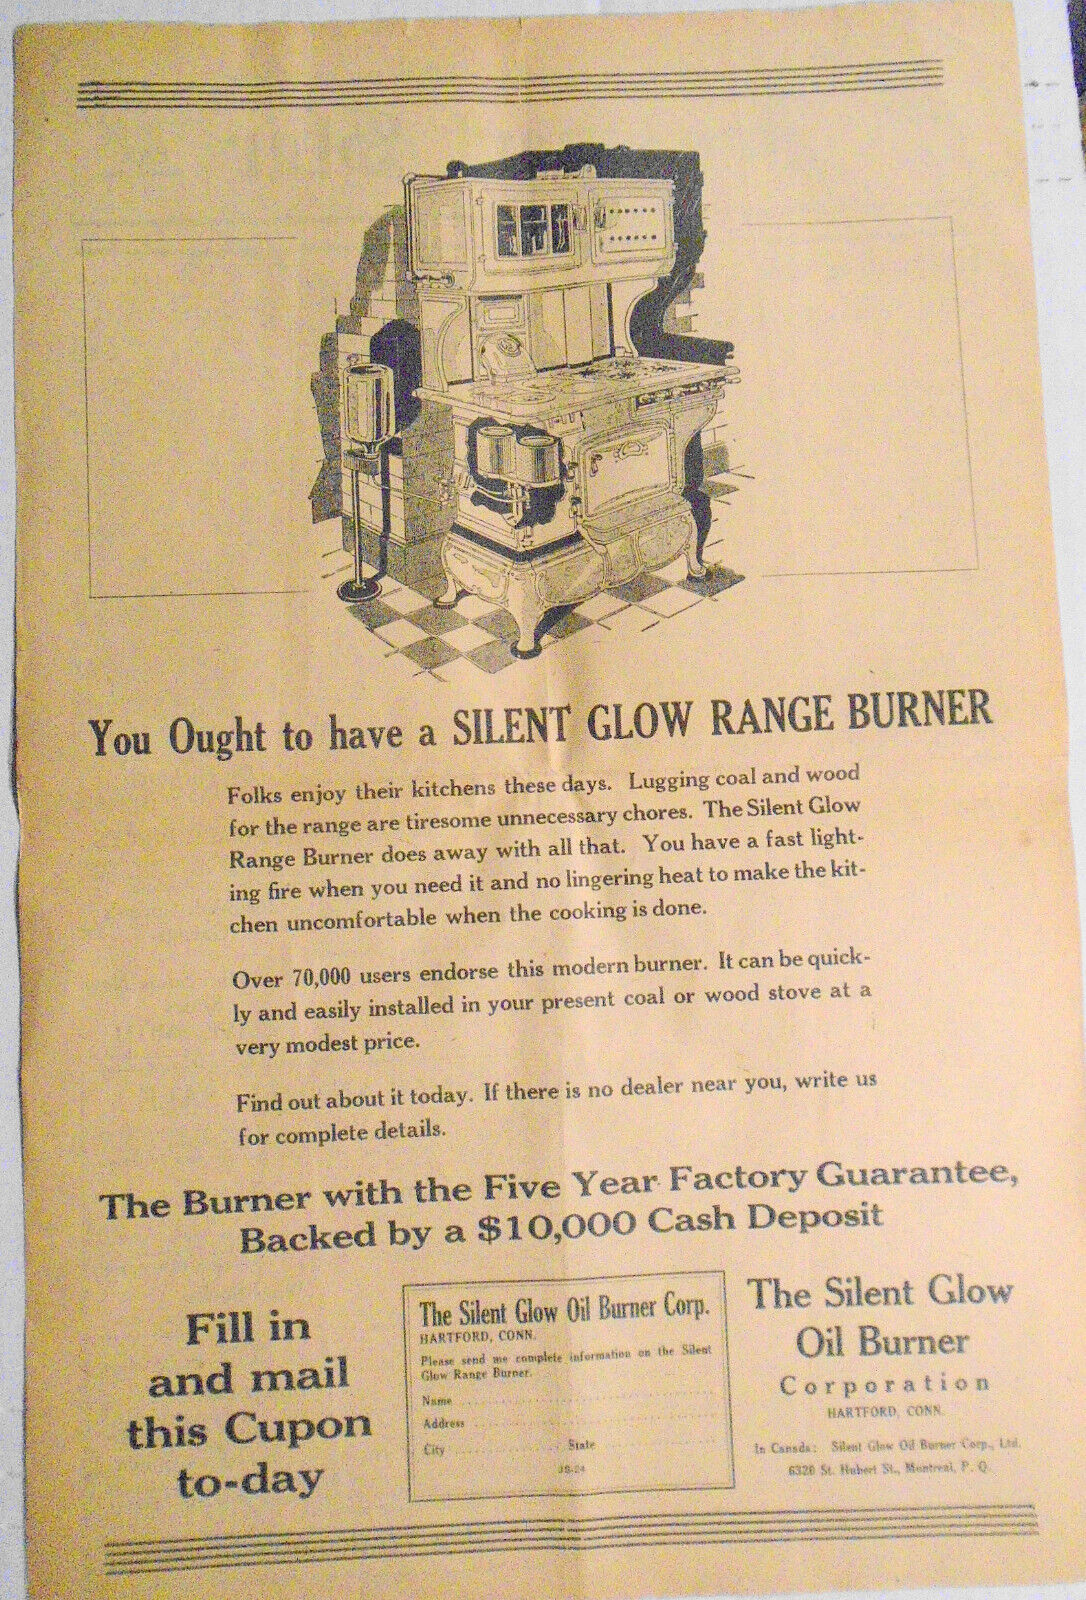 You Ought to have a SILENT GLOW RANGE BURNER
Folks enjoy their kitchens these days. Lugging coal and wood
for the range are tiresome unnecessary chores. The Silent Glow
Range Burner does away with all that. You have a fast light-
ing fire when you need it and no lingering heat to make the kit-
chen uncomfortable when the cooking is done.
Over 70,000 users endorse this modern burner. It can be quick-
ly and easily installed in your present coal or wood stove at a
very modest price.
Find out about it today. If there is no dealer near you, write us
for complete details.
The Burner with the Five Year Factory Guarantee,
Backed by a $10,000 Cash Deposit
Fill in
and mail
this Cupon
to-day
The Silent Glow Oil Burner Corp.
HARTFORD, CONN.
Please send me complete information on the Silent
Glow Range Burner.
Name
Address
City State
The Silent Glow
Oil Burner
Corporation
HARTFORD, CONN.
In Canada: Silent Glow Oil Burner Corp., Ltd.
6320 St. Hubert St., Montreal, P. Q.